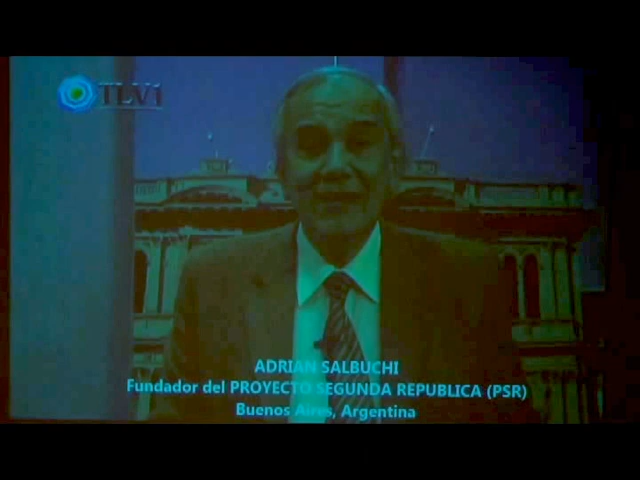 TLV1
ADRIAN SALBUCHI
Fundador del PROYECTO SEGUNDA REPUBLICA (PSR)
Buenos Aires, Argentina